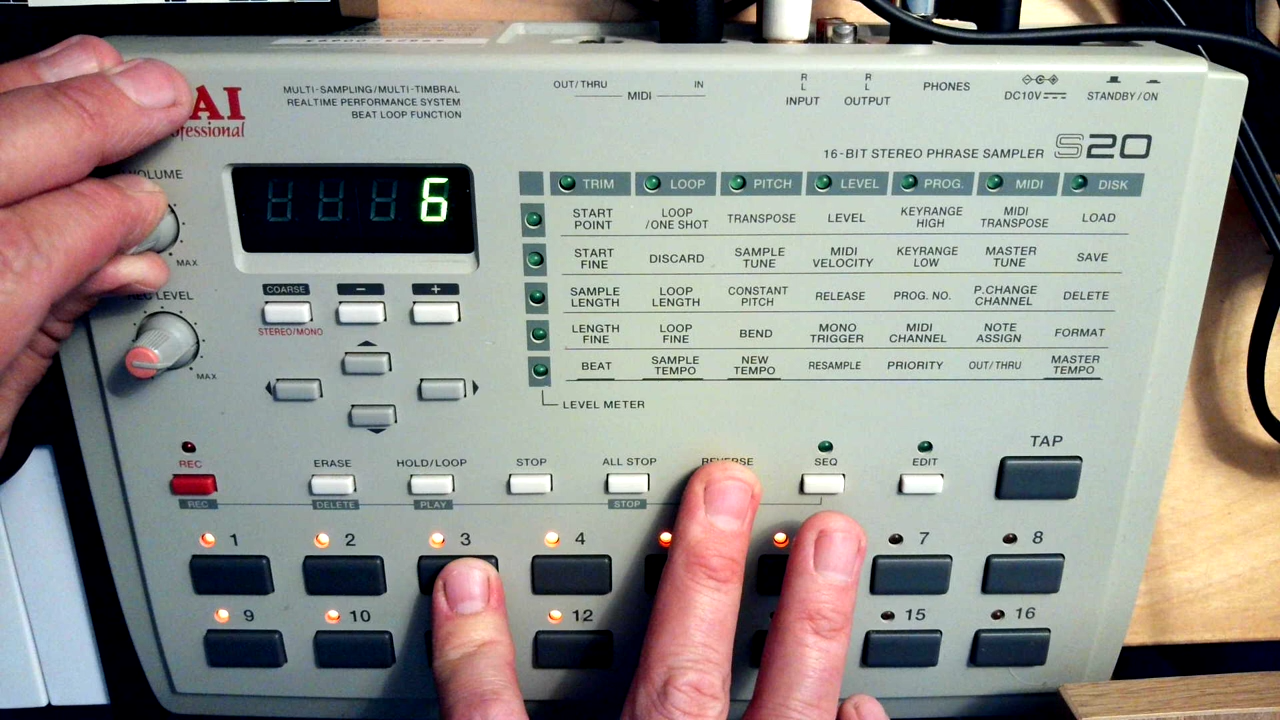 AI
ofessional
MULTI-SAMPLING/MULTI-TIMBRAL
REALTIME PERFORMANCE SYSTEM
BEAT LOOP FUNCTION
OUT/THRU IN
MIDI
R L INPUT
R L OUTPUT
PHONES
DC10V
STANDBY/ON
16-BIT STEREO PHRASE SAMPLER S20
VOLUME
MAX
REC LEVEL
MAX
6
COARSE - +
STEREO/MONO
TRIM LOOP PITCH LEVEL PROG. MIDI DISK
START POINT LOOP /ONE SHOT TRANSPOSE LEVEL KEYRANGE HIGH MIDI TRANSPOSE LOAD
START FINE DISCARD SAMPLE TUNE MIDI VELOCITY KEYRANGE LOW MASTER TUNE SAVE
SAMPLE LENGTH LOOP LENGTH CONSTANT PITCH RELEASE PROG. NO. P.CHANGE CHANNEL DELETE
LENGTH FINE LOOP FINE BEND MONO TRIGGER MIDI CHANNEL NOTE ASSIGN FORMAT
BEAT SAMPLE TEMPO NEW TEMPO RESAMPLE PRIORITY OUT/THRU MASTER TEMPO
LEVEL METER
REC ERASE HOLD/LOOP STOP ALL STOP REVERSE SEQ EDIT TAP
REC DELETE PLAY STOP
1 2 3 4 7 8
9 10 12 15 16